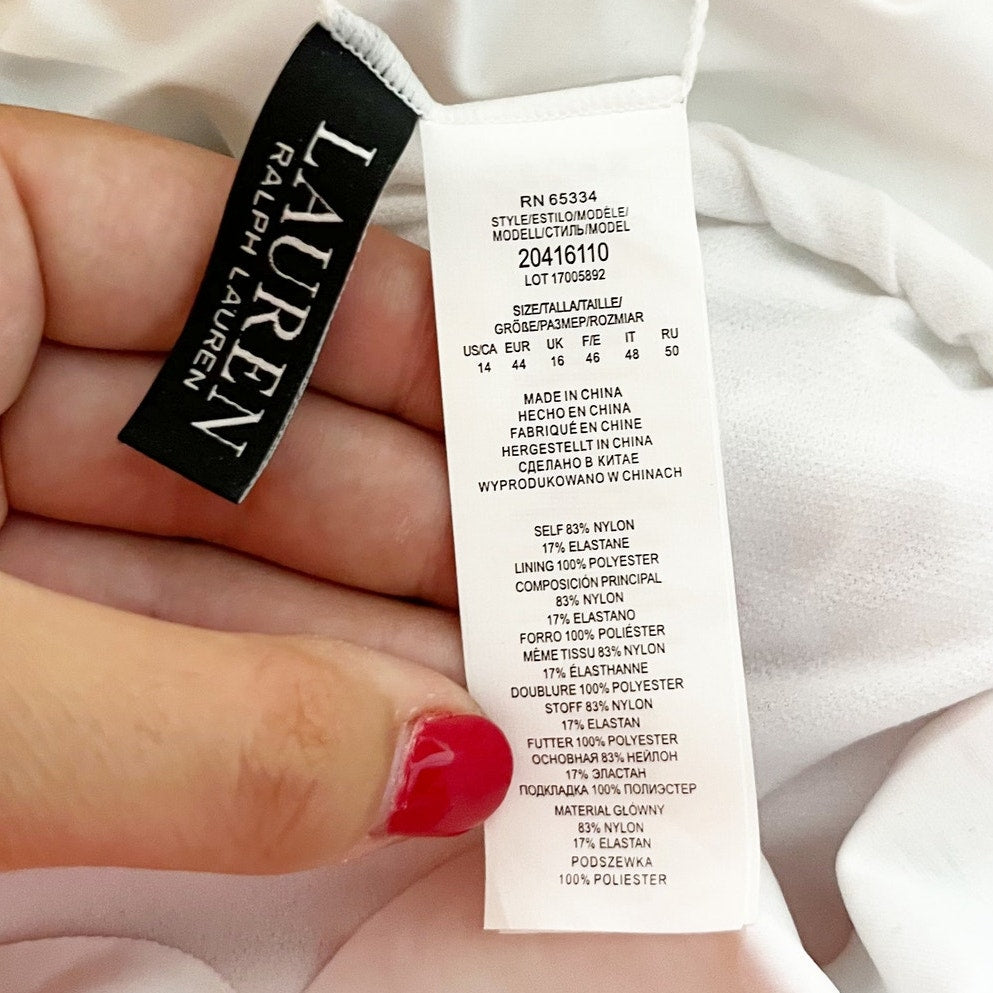 LAUREN
RALPH LAUREN
RN 65334
STYLE/ESTILO/MODÈLE/
MODELL/СТИЛЬ/MODEL
20416110
LOT 17005892
SIZE/TALLA/TAILLE/
GRÖßE/РАЗМЕР/ROZMIAR
US/CA EUR UK F/E IT RU
14 44 16 46 48 50
MADE IN CHINA
HECHO EN CHINA
FABRIQUÉ EN CHINE
HERGESTELLT IN CHINA
СДЕЛАНО В КИТАЕ
WYPRODUKOWANO W CHINACH
SELF 83% NYLON
17% ELASTANE
LINING 100% POLYESTER
COMPOSICIÓN PRINCIPAL
83% NYLON
17% ELASTANO
FORRO 100% POLIÉSTER
MÊME TISSU 83% NYLON
17% ÉLASTHANNE
DOUBLURE 100% POLYESTER
STOFF 83% NYLON
17% ELASTAN
FUTTER 100% POLYESTER
ОСНОВНАЯ 83% НЕЙЛОН
17% ЭЛАСТАН
ПОДКЛАДКА 100% ПОЛИЭСТЕР
MATERIAŁ GŁÓWNY
83% NYLON
17% ELASTAN
PODSZEWKA
100% POLIESTER